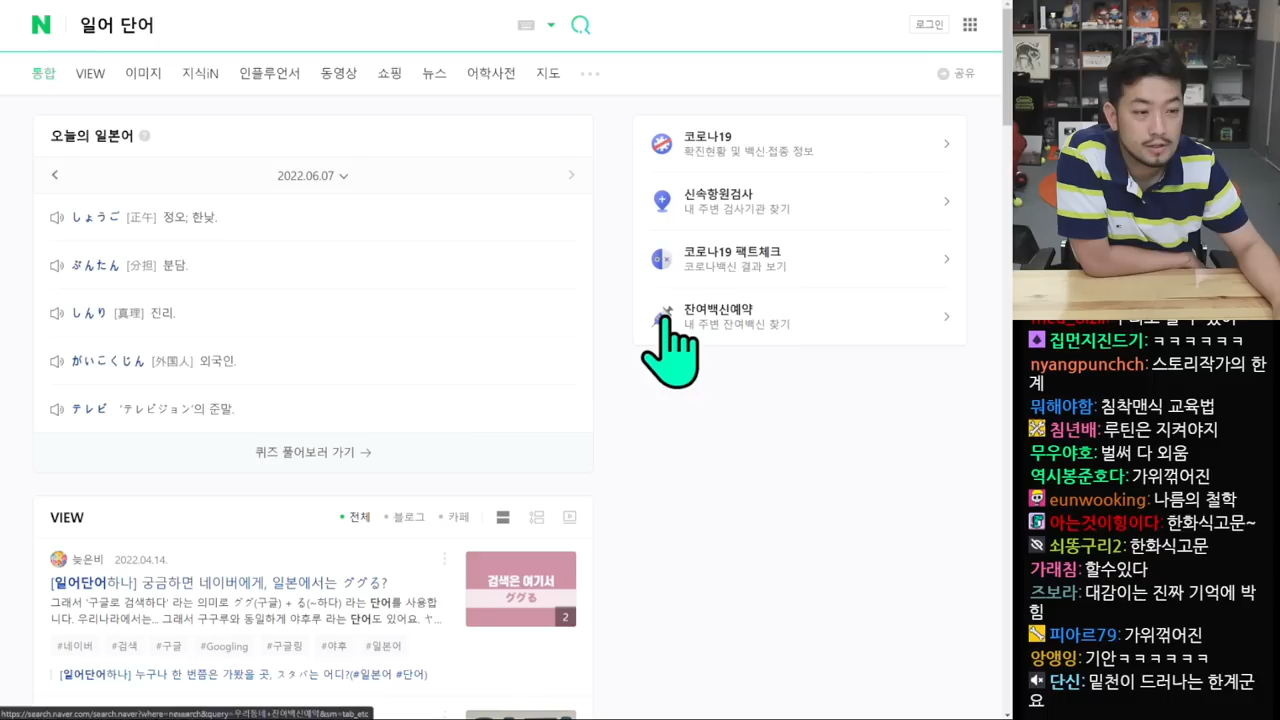 N 일어 단어
로그인
통합 VIEW 이미지 지식iN 인플루언서 동영상 쇼핑 뉴스 어학사전 지도
공유
오늘의 일본어
2022.06.07
しょうご [正午] 정오; 한낮.
ぶんたん [分担] 분담.
しんり [真理] 진리.
がいこくじん [外国人] 외국인.
テレビ 'テレビジョン'의 준말.
퀴즈 풀어보러 가기 →
코로나19
확진현황 및 백신·접종 정보
신속항원검사
내 주변 검사기관 찾기
코로나19 팩트체크
코로나백신 결과 보기
잔여백신예약
내 주변 잔여백신 찾기
VIEW
전체 블로그 카페
늦은비 2022.04.14.
[일어단어하나] 궁금하면 네이버에게, 일본에서는 ググる?
그래서 '구글로 검색하다' 라는 의미로 ググ(구글) + る(~하다) 라는 단어를 사용합
니다. 우리나라에서는... 그래서 구구루와 동일하게 야후루 라는 단어도 있어요. ヤ...
#네이버 #검색 #구글 #Googling #구글링 #야후 #일본어
[일어단어하나] 누구나 한 번쯤은 가봤을 곳, スタバ는 어디?(#일본어 #단어)
검색은 여기서
ググる
2
집먼지진드기: ㅋㅋㅋㅋㅋㅋ
nyangpunchch: 스토리작가의 한
계
뭐해야함: 침착맨식 교육법
침년배: 루틴은 지켜야지
무우야호: 벌써 다 외움
역시봉준호다: 가위꺾어진
eunwooking: 나름의 철학
아는것이힘이다: 한화식고문~
쇠똥구리2: 한화식고문
가래침: 할수있다
즈보라: 대감이는 진짜 기억에 박
힘
피아르79: 가위꺾어진
앙앵잉: 기안ㅋㅋㅋㅋㅋㅋ
단신: 밑천이 드러나는 한계군
요